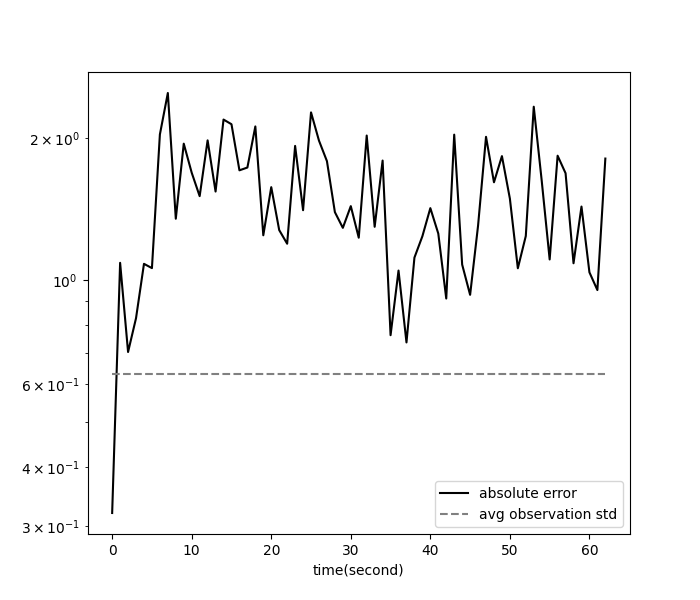 2 × 10⁰
10⁰
6 × 10⁻¹
4 × 10⁻¹
3 × 10⁻¹
absolute error
avg observation std
0 10 20 30 40 50 60
time(second)